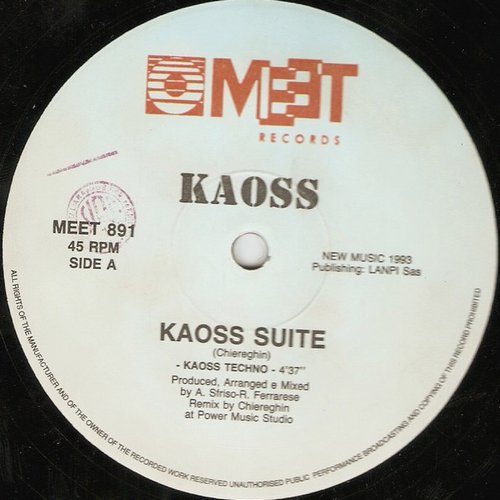 MEET
RECORDS
KAOSS
MEET 891
45 RPM
SIDE A
NEW MUSIC 1993
Publishing: LANPI Sas
KAOSS SUITE
(Chiereghin)
- KAOSS TECHNO - 4'37"
Produced, Arranged e Mixed
by A. Sfriso-R. Ferrarese
Remix by Chiereghin
at Power Music Studio
ALL RIGHTS OF THE MANUFACTURER AND OF THE OWNER OF THE RECORDED WORK RESERVED UNAUTHORISED PUBLIC PERFORMANCE BROADCASTING AND COPYING OF THIS RECORD PROHIBITED